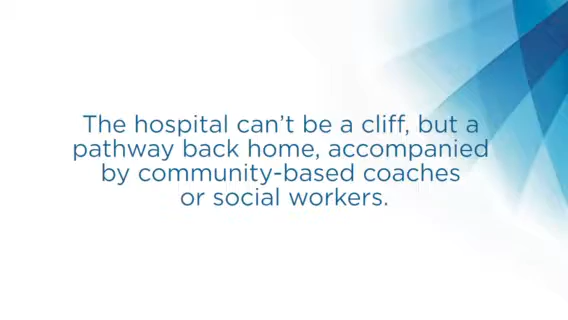 The hospital can't be a cliff, but a
pathway back home, accompanied
by community-based coaches
or social workers.